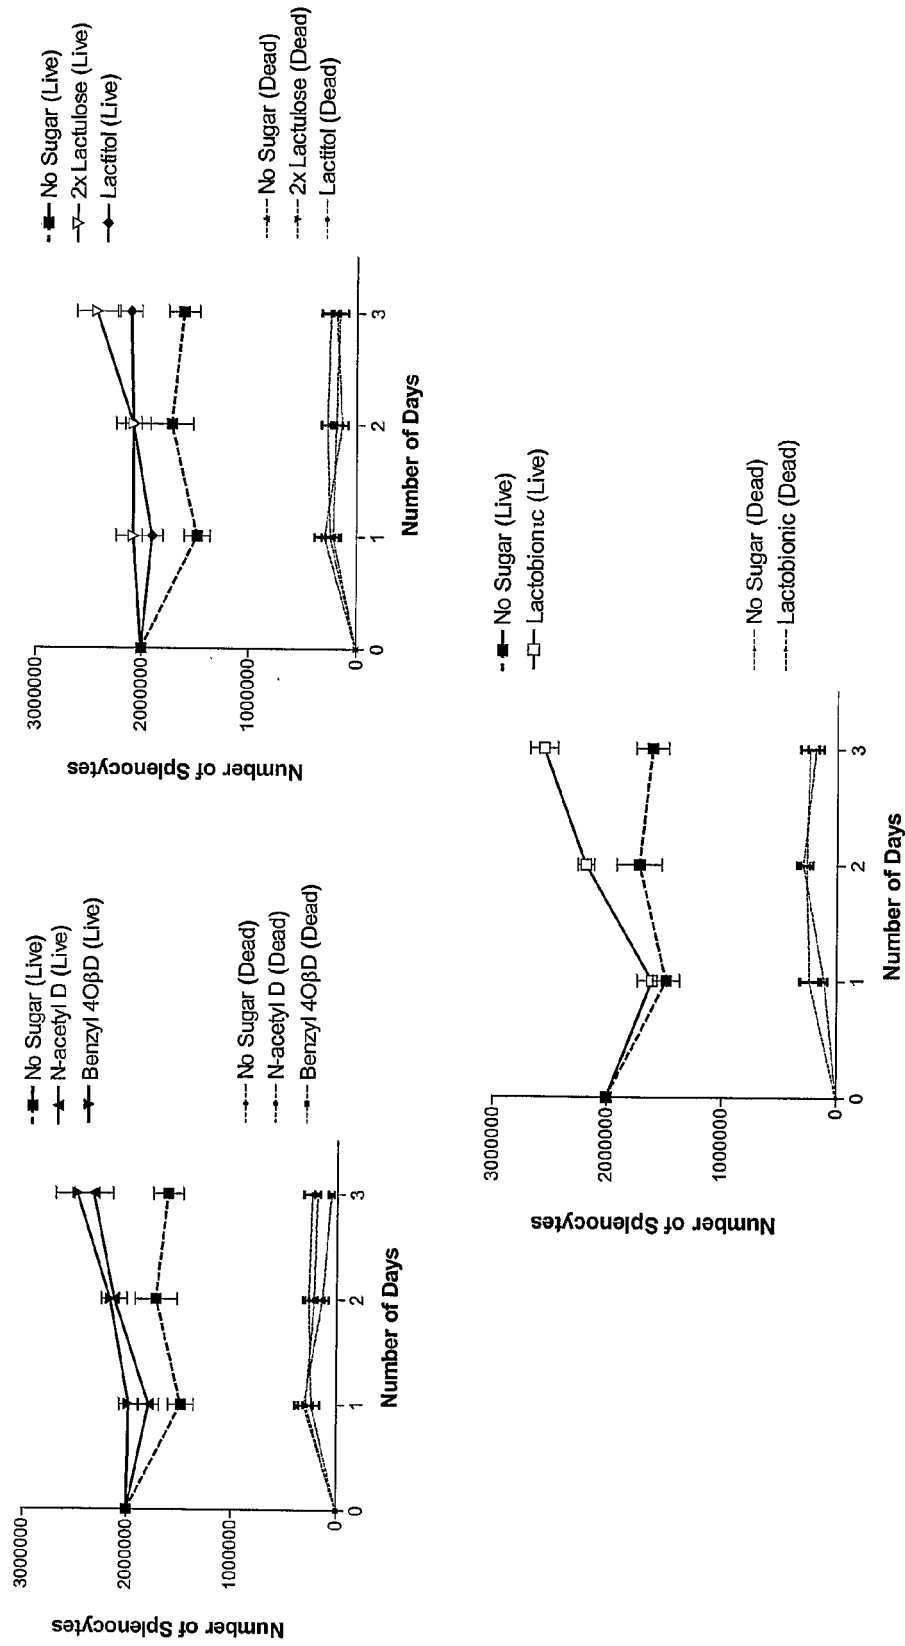 No Sugar (Live)
N-acetyl D (Live)
Benzyl 4OβD (Live)
No Sugar (Dead)
N-acetyl D (Dead)
Benzyl 4OβD (Dead)
3000000
2000000
1000000
0
Number of Splenocytes
0
1
2
3
Number of Days
No Sugar (Live)
2x Lactulose (Live)
Lactitol (Live)
No Sugar (Dead)
2x Lactulose (Dead)
Lactitol (Dead)
3000000
2000000
1000000
0
Number of Splenocytes
0
1
2
3
Number of Days
No Sugar (Live)
Lactobionic (Live)
No Sugar (Dead)
Lactobionic (Dead)
3000000
2000000
1000000
0
Number of Splenocytes
0
1
2
3
Number of Days